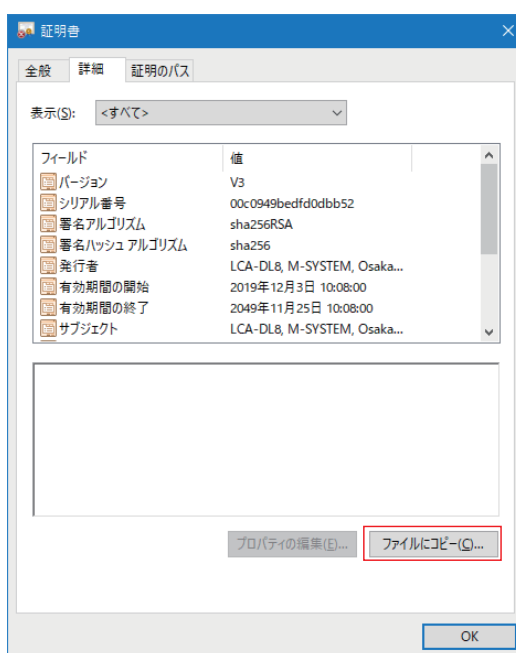 証明書
全般 詳細 証明のパス
表示(S): <すべて>
フィールド 値
バージョン V3
シリアル番号 00c0949bedfd0dbb52
署名アルゴリズム sha256RSA
署名ハッシュ アルゴリズム sha256
発行者 LCA-DL8, M-SYSTEM, Osaka...
有効期間の開始 2019年12月3日 10:08:00
有効期間の終了 2049年11月25日 10:08:00
サブジェクト LCA-DL8, M-SYSTEM, Osaka...
プロパティの編集(E)... ファイルにコピー(C)...
OK